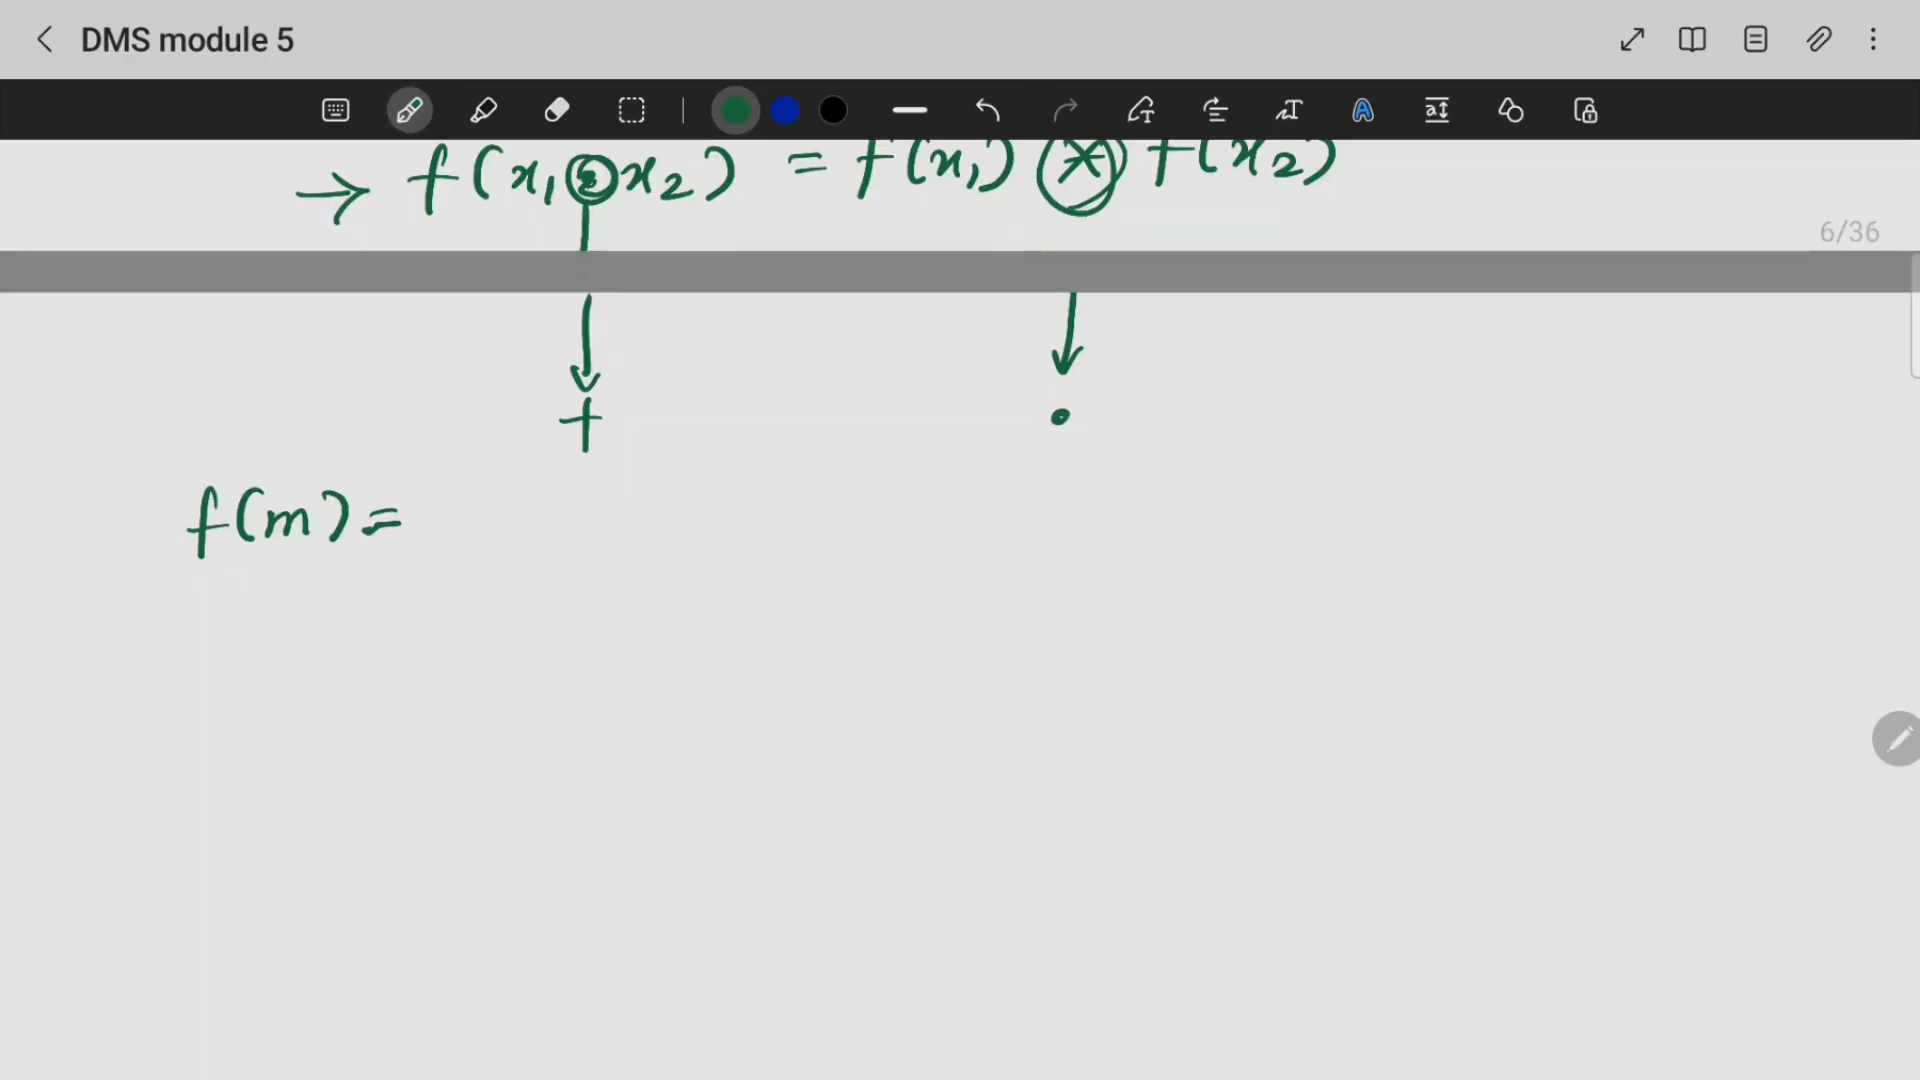 DMS module 5
→ f(x₁ ⊙ x₂) = f(x₁) ⊛ f(x₂)
6/36
+ •
f(m) =